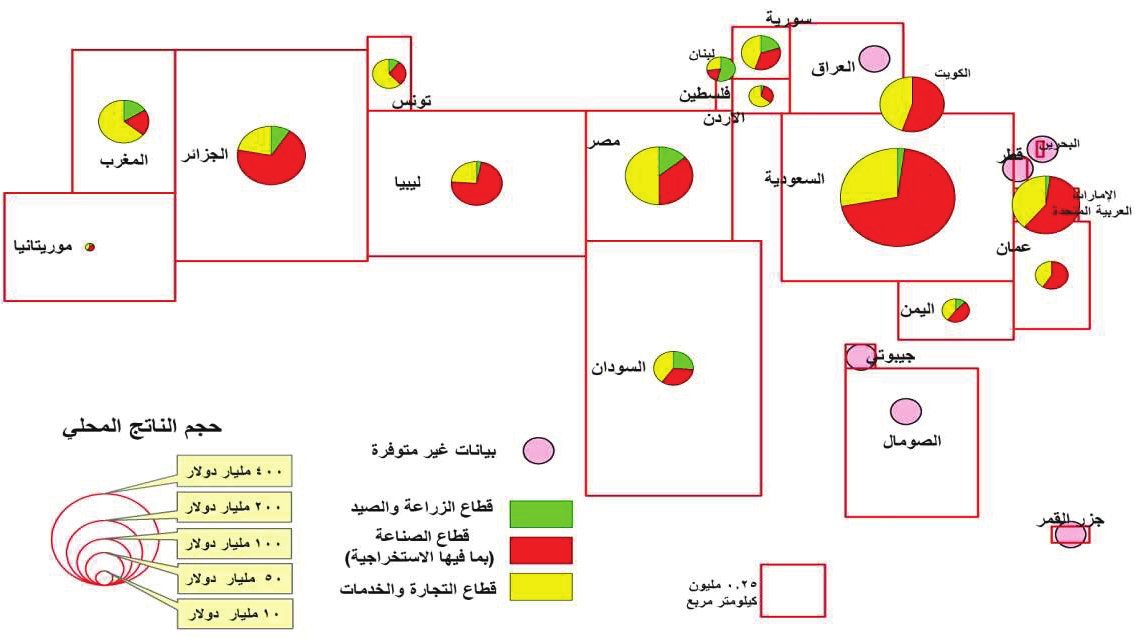 سورية
لبنان
العراق
الكويت
فلسطين
تونس
الاردن
البحرين
قطر
المغرب
الجزائر
ليبيا
مصر
السعودية
الإمارات
العربية المتحدة
موريتانيا
عمان
اليمن
السودان
جيبوتي
الصومال
جزر القمر
حجم الناتج المحلي
٤٠٠ مليار دولار
٢٠٠ مليار دولار
١٠٠ مليار دولار
٥٠ مليار دولار
١٠ مليار دولار
بيانات غير متوفرة
قطاع الزراعة والصيد
قطاع الصناعة
(بما فيها الاستخراجية)
قطاع التجارة والخدمات
٠.٢٥ مليون
كيلومتر مربع